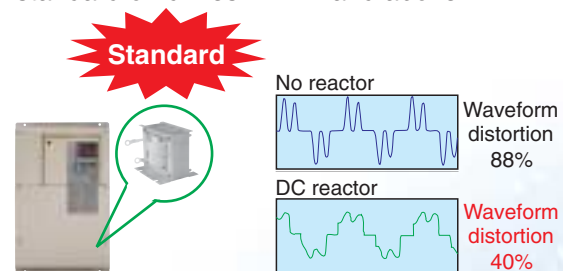 Standard
No reactor
Waveform
distortion
88%
DC reactor
Waveform
distortion
40%